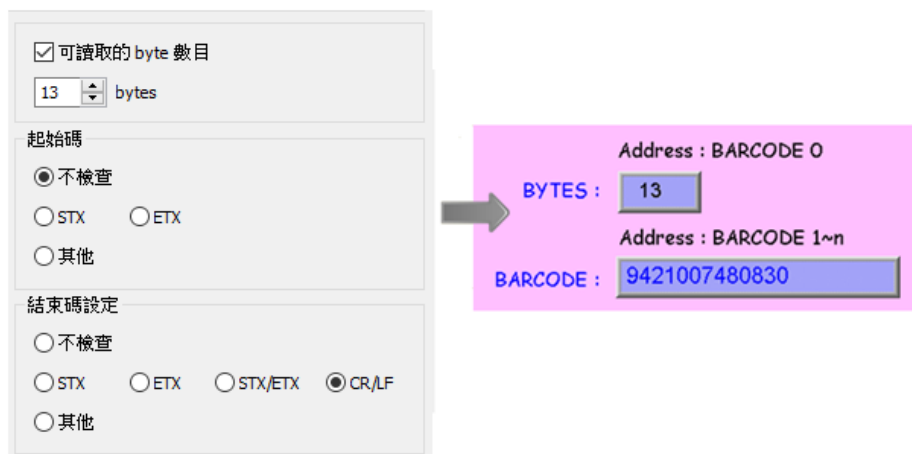 可讀取的 byte 數目
13 bytes
起始碼
不檢查
STX ETX
其他
結束碼設定
不檢查
STX ETX STX/ETX CR/LF
其他
Address : BARCODE 0
BYTES : 13
Address : BARCODE 1~n
BARCODE : 9421007480830